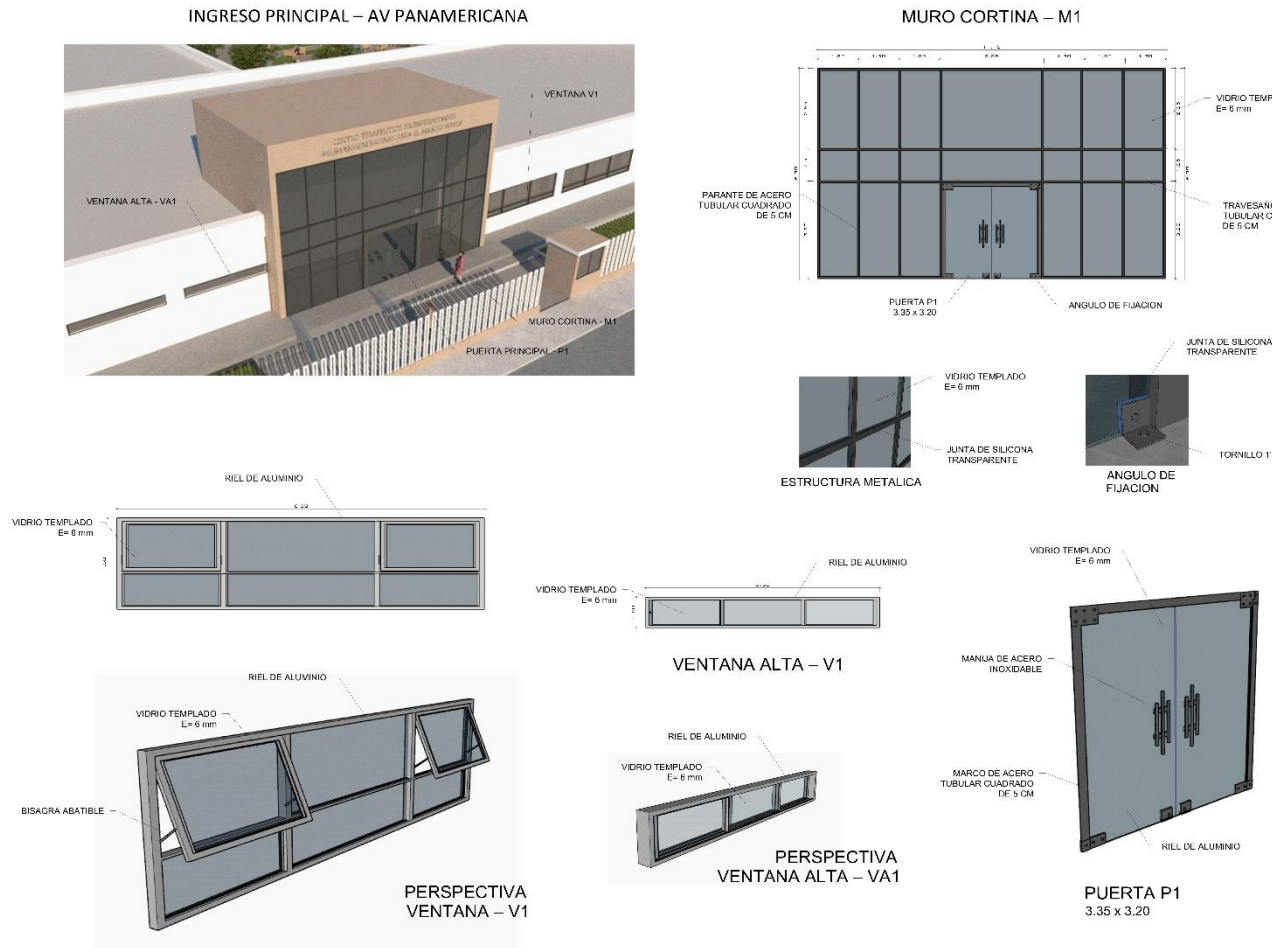 INGRESO PRINCIPAL – AV PANAMERICANA
VENTANA V1
VENTANA ALTA - VA1
MURO CORTINA - M1
PUERTA PRINCIPAL - P1
MURO CORTINA – M1
VIDRIO TEMP
E= 6 mm
PARANTE DE ACERO
TUBULAR CUADRADO
DE 5 CM
TRAVESAÑ
TUBULAR C
DE 5 CM
PUERTA P1
3.35 x 3.20
ANGULO DE FIJACION
VIDRIO TEMPLADO
E= 6 mm
JUNTA DE SILICONA
TRANSPARENTE
ESTRUCTURA METALICA
JUNTA DE SILICONA
TRANSPARENTE
TORNILLO 1"
ANGULO DE
FIJACION
RIEL DE ALUMINIO
VIDRIO TEMPLADO
E= 6 mm
RIEL DE ALUMINIO
VIDRIO TEMPLADO
E= 6 mm
VENTANA ALTA – V1
RIEL DE ALUMINIO
VIDRIO TEMPLADO
E= 6 mm
BISAGRA ABATIBLE
PERSPECTIVA
VENTANA – V1
RIEL DE ALUMINIO
VIDRIO TEMPLADO
E= 6 mm
PERSPECTIVA
VENTANA ALTA – VA1
VIDRIO TEMPLADO
E= 6 mm
MANIJA DE ACERO
INOXIDABLE
MARCO DE ACERO
TUBULAR CUADRADO
DE 5 CM
RIEL DE ALUMINIO
PUERTA P1
3.35 x 3.20